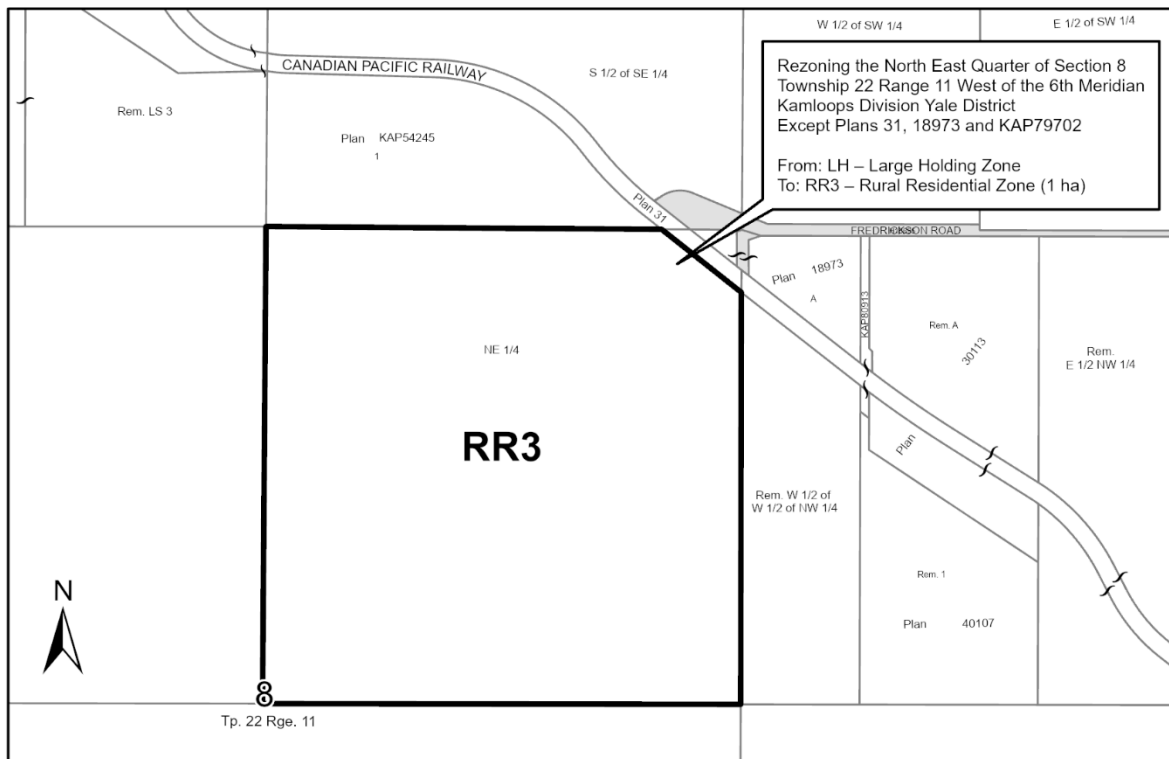 W 1/2 of SW 1/4
E 1/2 of SW 1/4
CANADIAN PACIFIC RAILWAY
S 1/2 of SE 1/4
Rezoning the North East Quarter of Section 8
Township 22 Range 11 West of the 6th Meridian
Kamloops Division Yale District
Except Plans 31, 18973 and KAP79702
From: LH – Large Holding Zone
To: RR3 – Rural Residential Zone (1 ha)
Rem. LS 3
Plan KAP54245
1
Plan 31
FREDRICKSON ROAD
Plan 18973
A
KAP80913
Rem. A
30113
Rem.
E 1/2 NW 1/4
NE 1/4
RR3
Plan
Rem. W 1/2 of
W 1/2 of NW 1/4
Rem. 1
Plan 40107
N
8
Tp. 22 Rge. 11